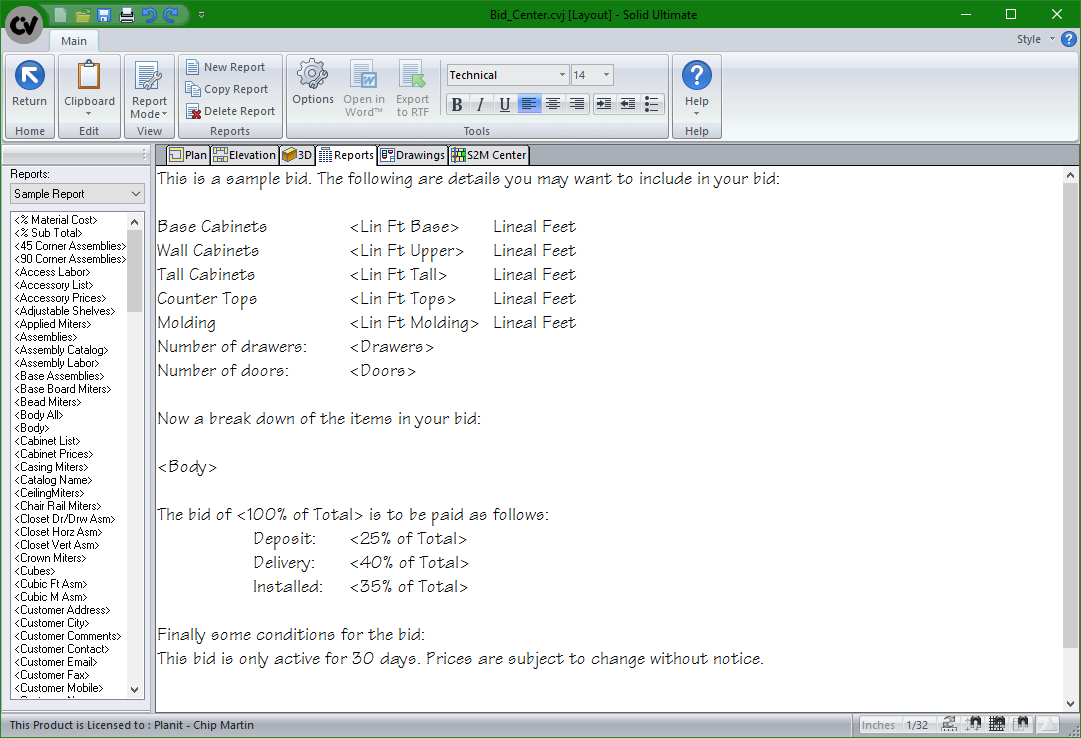 Bid_Center.cvj [Layout] - Solid Ultimate
CV
Main
Style
Return
Home
Clipboard
Edit
Report
Mode
View
New Report
Copy Report
Delete Report
Reports
Options
Open in
Word™
Export
to RTF
Technical
14
B I U
Tools
Help
Help
Plan Elevation 3D Reports Drawings S2M Center
Reports:
Sample Report
<% Material Cost>
<% Sub Total>
<45 Corner Assemblies>
<90 Corner Assemblies>
<Access Labor>
<Accessory List>
<Accessory Prices>
<Adjustable Shelves>
<Applied Miters>
<Assemblies>
<Assembly Catalog>
<Assembly Labor>
<Base Assemblies>
<Base Board Miters>
<Bead Miters>
<Body All>
<Body>
<Cabinet List>
<Cabinet Prices>
<Casing Miters>
<Catalog Name>
<CeilingMiters>
<Chair Rail Miters>
<Closet Dr/Drw Asm>
<Closet Horz Asm>
<Closet Vert Asm>
<Crown Miters>
<Cubes>
<Cubic Ft Asm>
<Cubic M Asm>
<Customer Address>
<Customer City>
<Customer Comments>
<Customer Contact>
<Customer Email>
<Customer Fax>
<Customer Mobile>
This is a sample bid. The following are details you may want to include in your bid:
Base Cabinets <Lin Ft Base> Lineal Feet
Wall Cabinets <Lin Ft Upper> Lineal Feet
Tall Cabinets <Lin Ft Tall> Lineal Feet
Counter Tops <Lin Ft Tops> Lineal Feet
Molding <Lin Ft Molding> Lineal Feet
Number of drawers: <Drawers>
Number of doors: <Doors>
Now a break down of the items in your bid:
<Body>
The bid of <100% of Total> is to be paid as follows:
Deposit: <25% of Total>
Delivery: <40% of Total>
Installed: <35% of Total>
Finally some conditions for the bid:
This bid is only active for 30 days. Prices are subject to change without notice.
This Product is Licensed to : Planit - Chip Martin
Inches 1/32